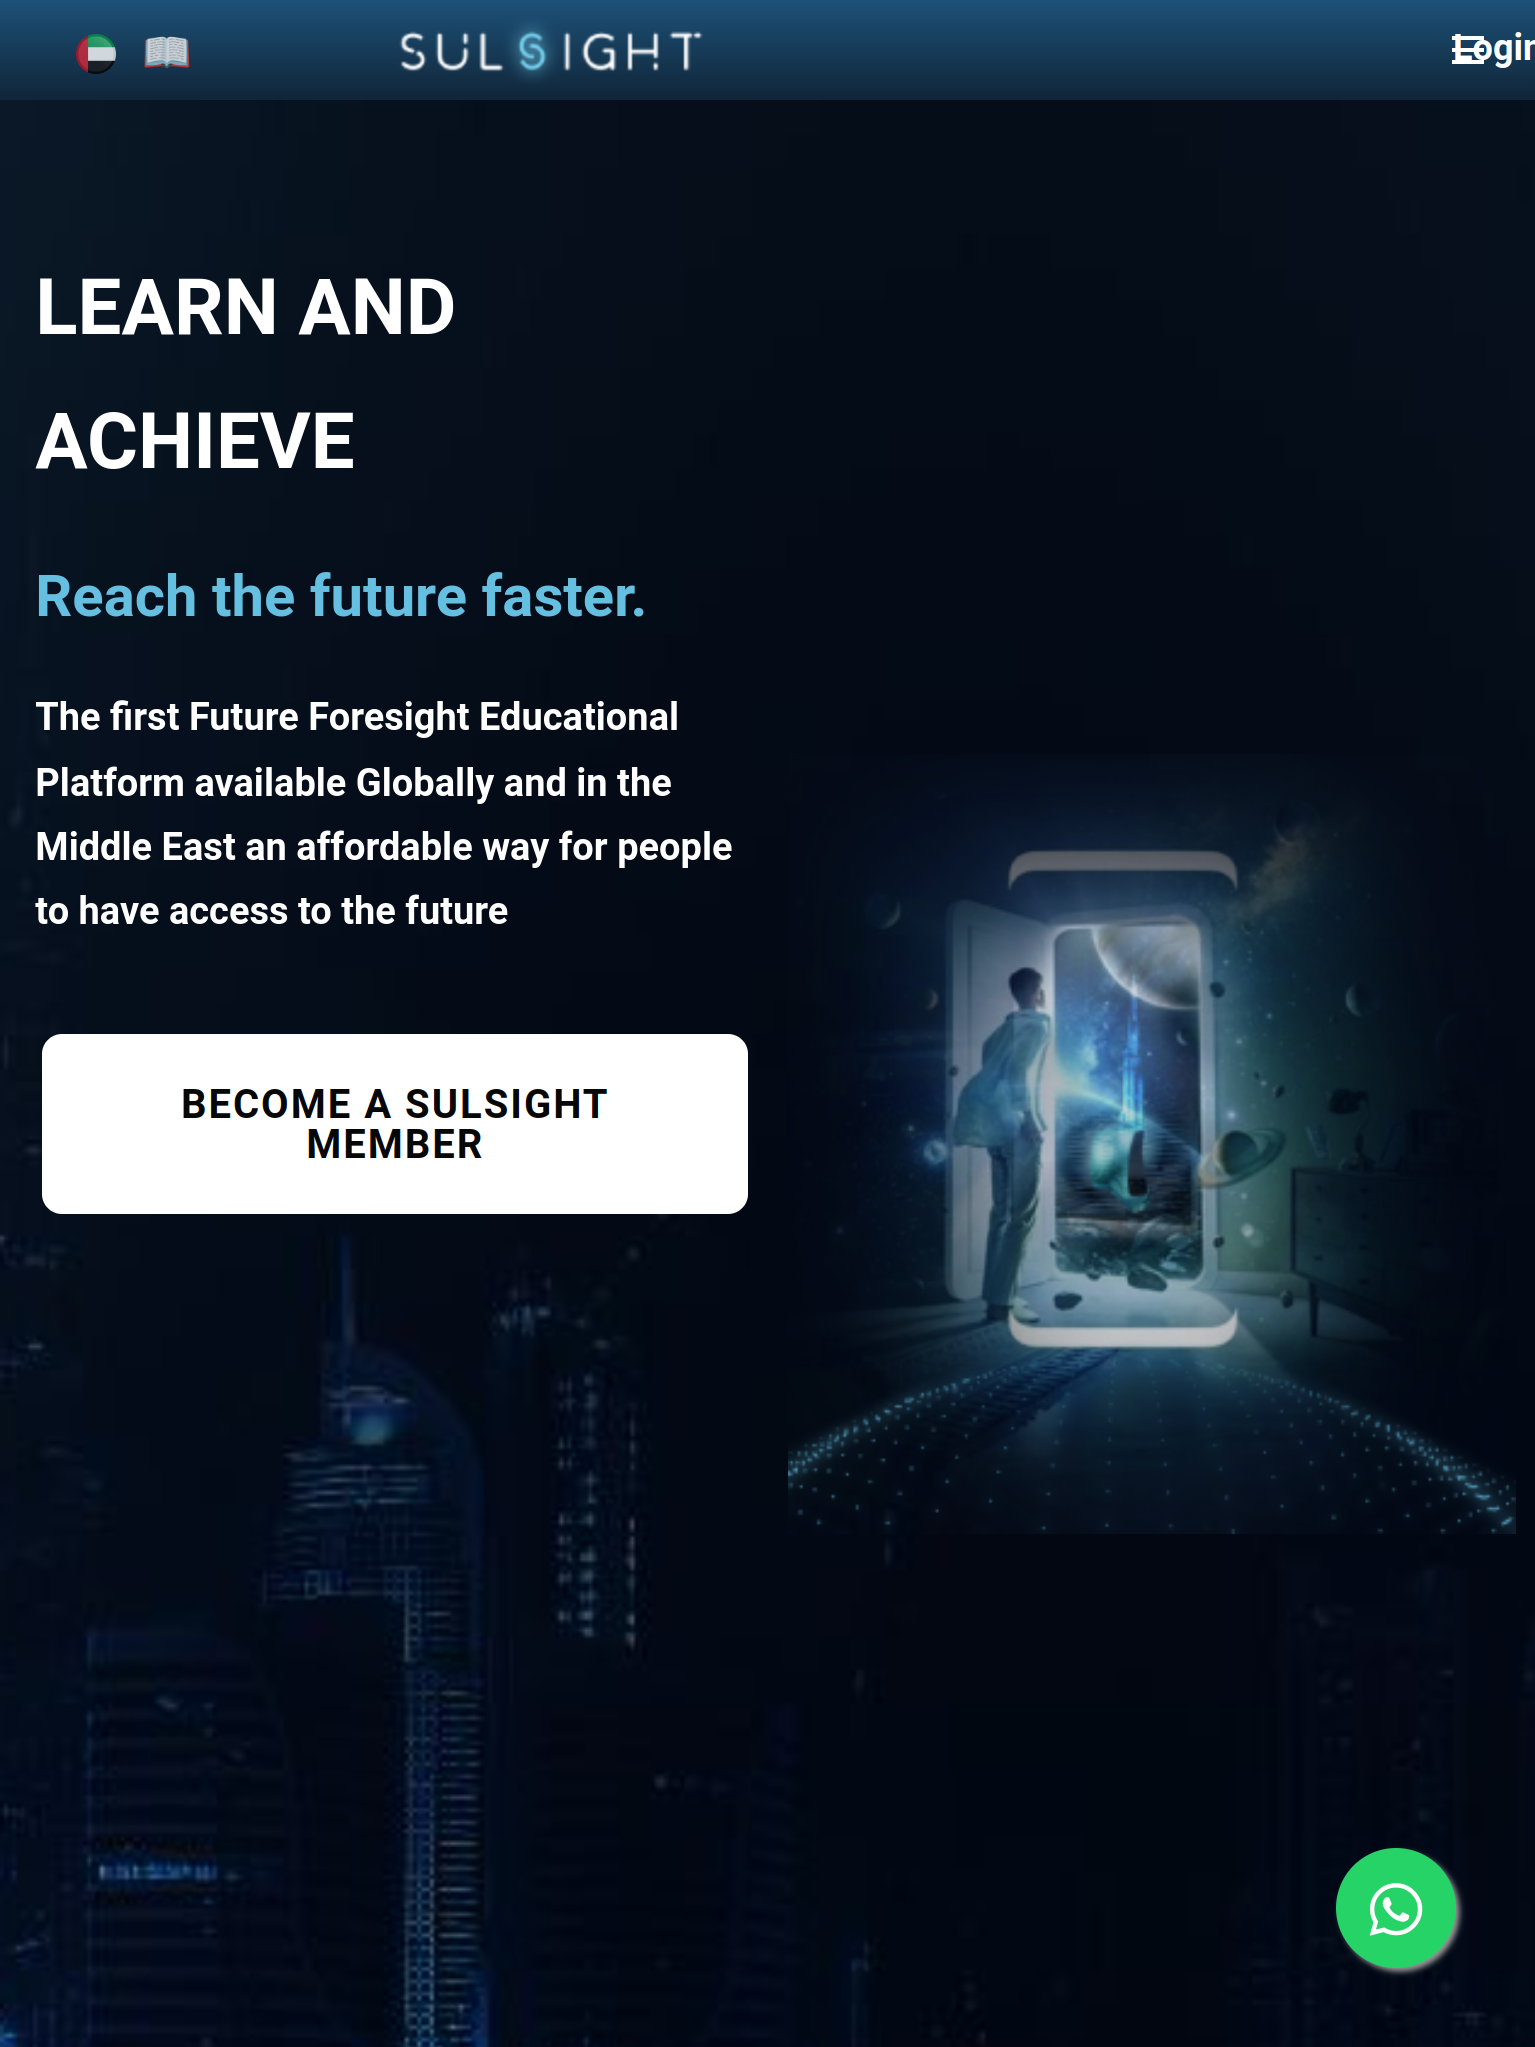 SULSIGHT
Login
LEARN AND
ACHIEVE
Reach the future faster.
The first Future Foresight Educational
Platform available Globally and in the
Middle East an affordable way for people
to have access to the future
BECOME A SULSIGHT
MEMBER